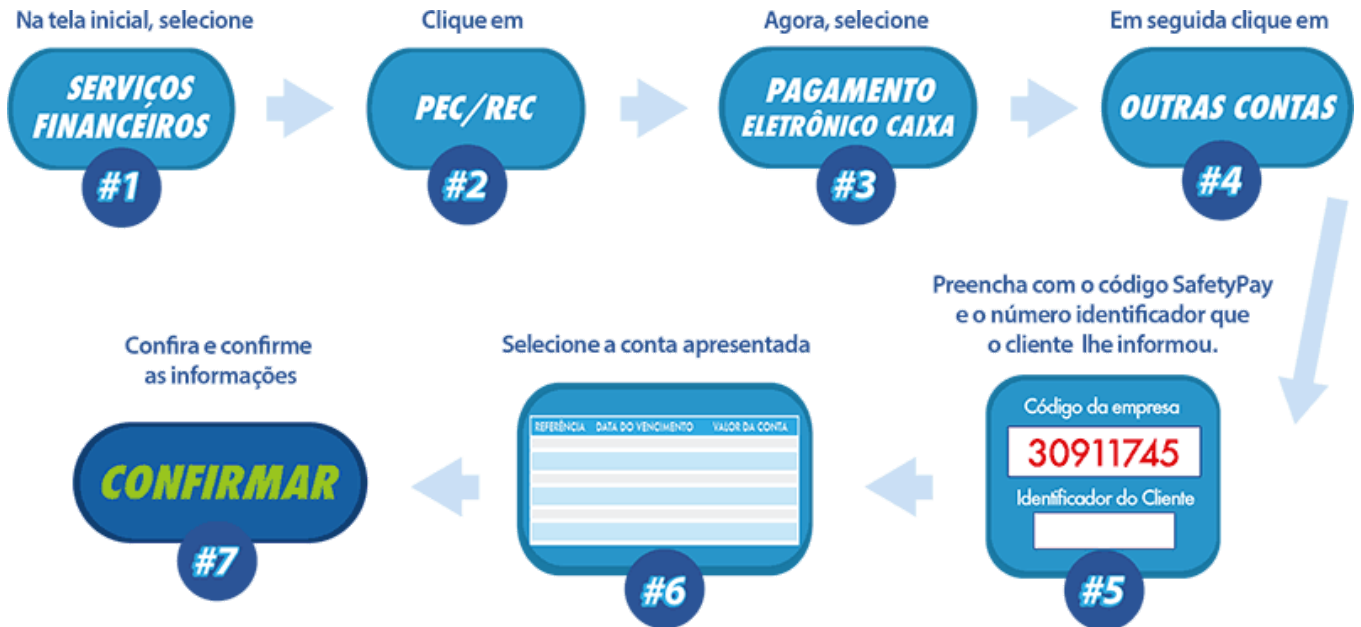 Na tela inicial, selecione
SERVIÇOS
FINANCEÍROS
#1
Clique em
PEC/REC
#2
Agora, selecione
PAGAMENTO
ELETRÔNICO CAIXA
#3
Em seguida clique em
OUTRAS CONTAS
#4
Preencha com o código SafetyPay
e o número identificador que
o cliente lhe informou.
Código da empresa
30911745
Identificador do Cliente
#5
Selecione a conta apresentada
REFERÊNCIA DATA DO VENCIMENTO VALOR DA CONTA
#6
Confira e confirme
as informações
CONFIRMAR
#7